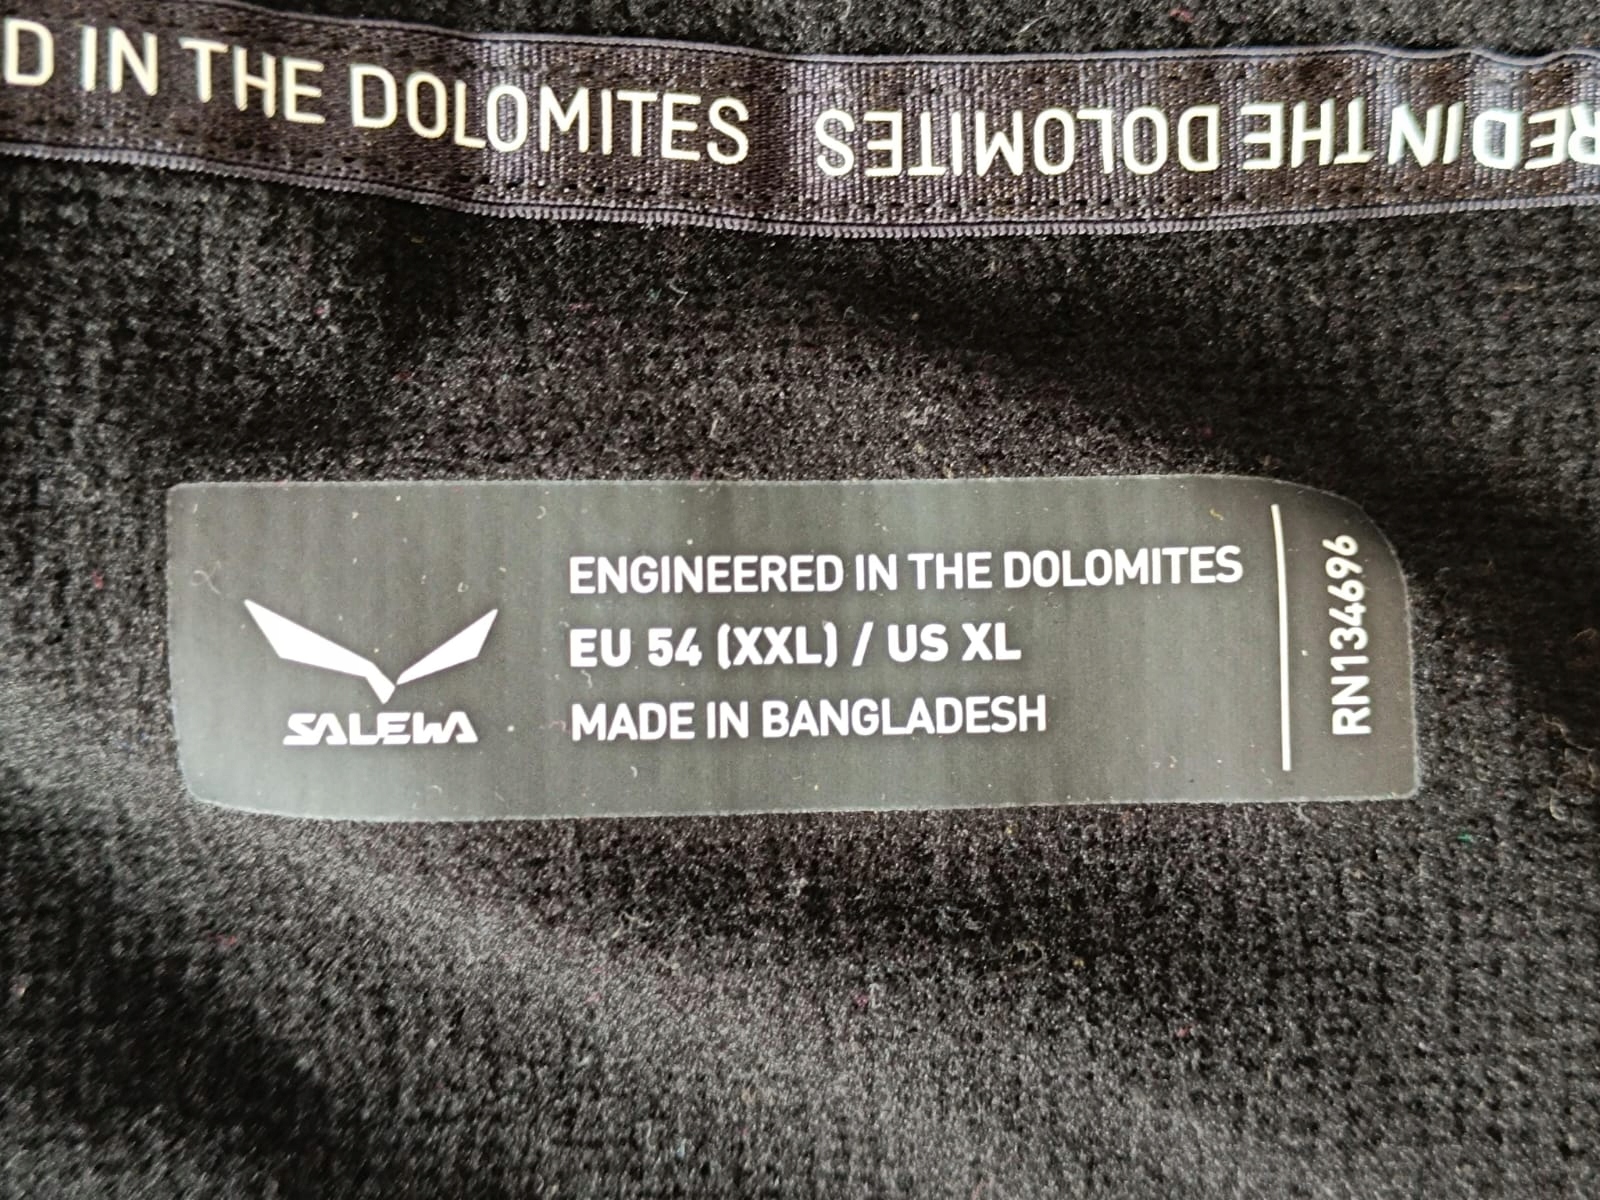 D IN THE DOLOMITES
RED IN THE DOLOMITES
ENGINEERED IN THE DOLOMITES
EU 54 (XXL) / US XL
MADE IN BANGLADESH
SALEWA
RN134696